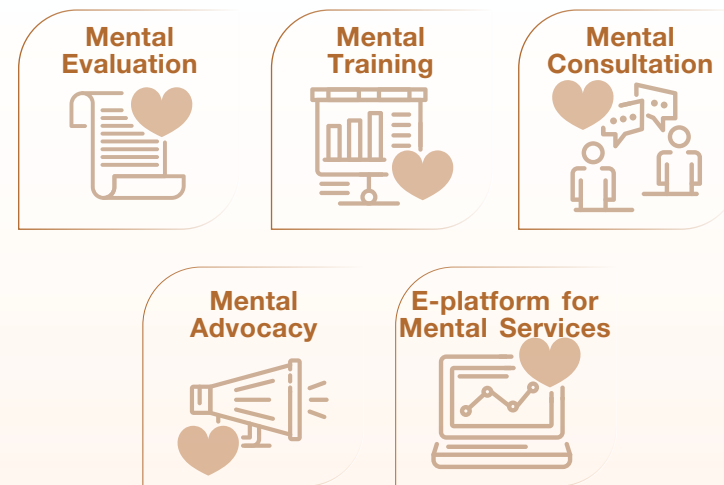 Mental
Evaluation
Mental
Training
Mental
Consultation
Mental
Advocacy
E-platform for
Mental Services